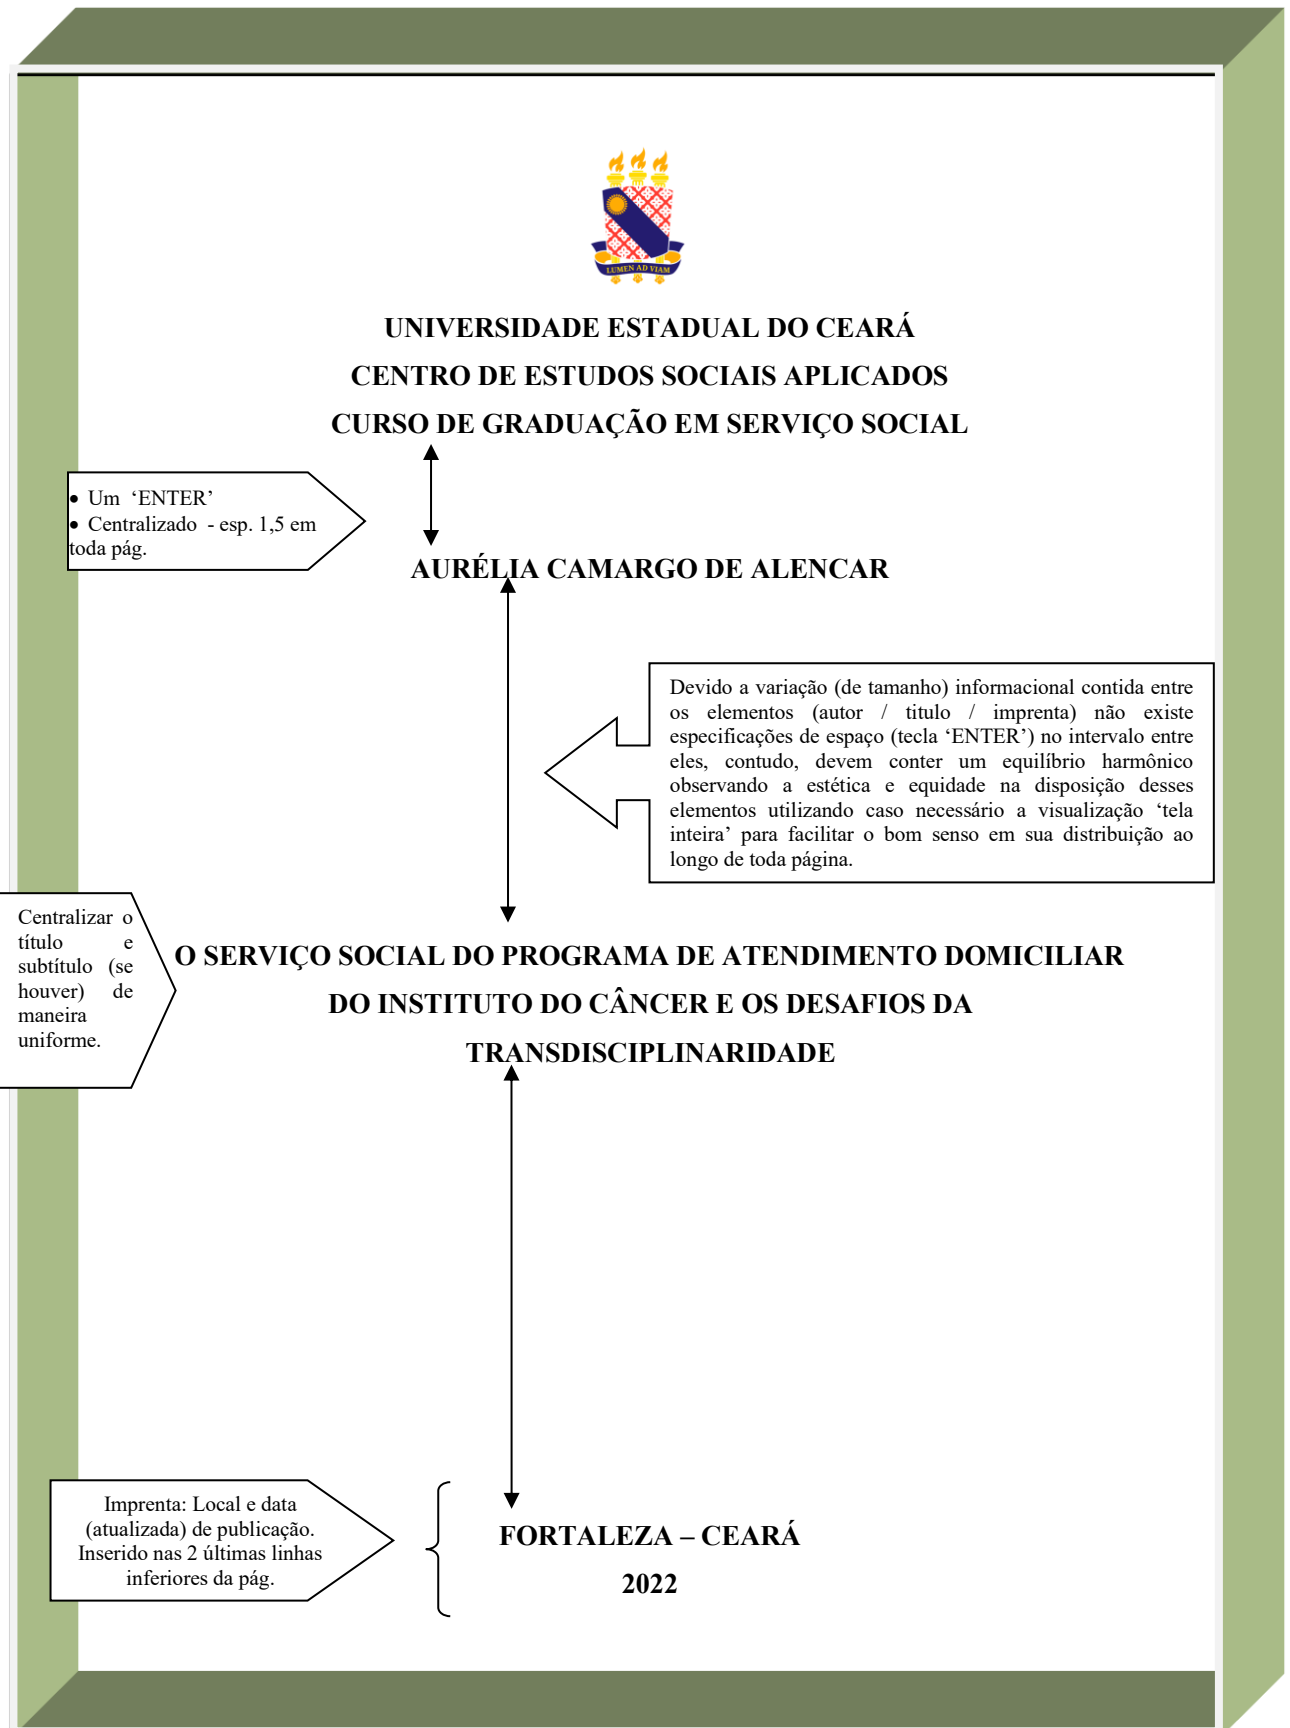 LUMEN AD VIAM
UNIVERSIDADE ESTADUAL DO CEARÁ
CENTRO DE ESTUDOS SOCIAIS APLICADOS
CURSO DE GRADUAÇÃO EM SERVIÇO SOCIAL
• Um ‘ENTER’
• Centralizado - esp. 1,5 em
toda pág.
AURÉLIA CAMARGO DE ALENCAR
Devido a variação (de tamanho) informacional contida entre
os elementos (autor / titulo / imprenta) não existe
especificações de espaço (tecla ‘ENTER’) no intervalo entre
eles, contudo, devem conter um equilíbrio harmônico
observando a estética e equidade na disposição desses
elementos utilizando caso necessário a visualização ‘tela
inteira’ para facilitar o bom senso em sua distribuição ao
longo de toda página.
Centralizar o
título e
subtítulo (se
houver) de
maneira
uniforme.
O SERVIÇO SOCIAL DO PROGRAMA DE ATENDIMENTO DOMICILIAR
DO INSTITUTO DO CÂNCER E OS DESAFIOS DA
TRANSDISCIPLINARIDADE
Imprenta: Local e data
(atualizada) de publicação.
Inserido nas 2 últimas linhas
inferiores da pág.
FORTALEZA – CEARÁ
2022